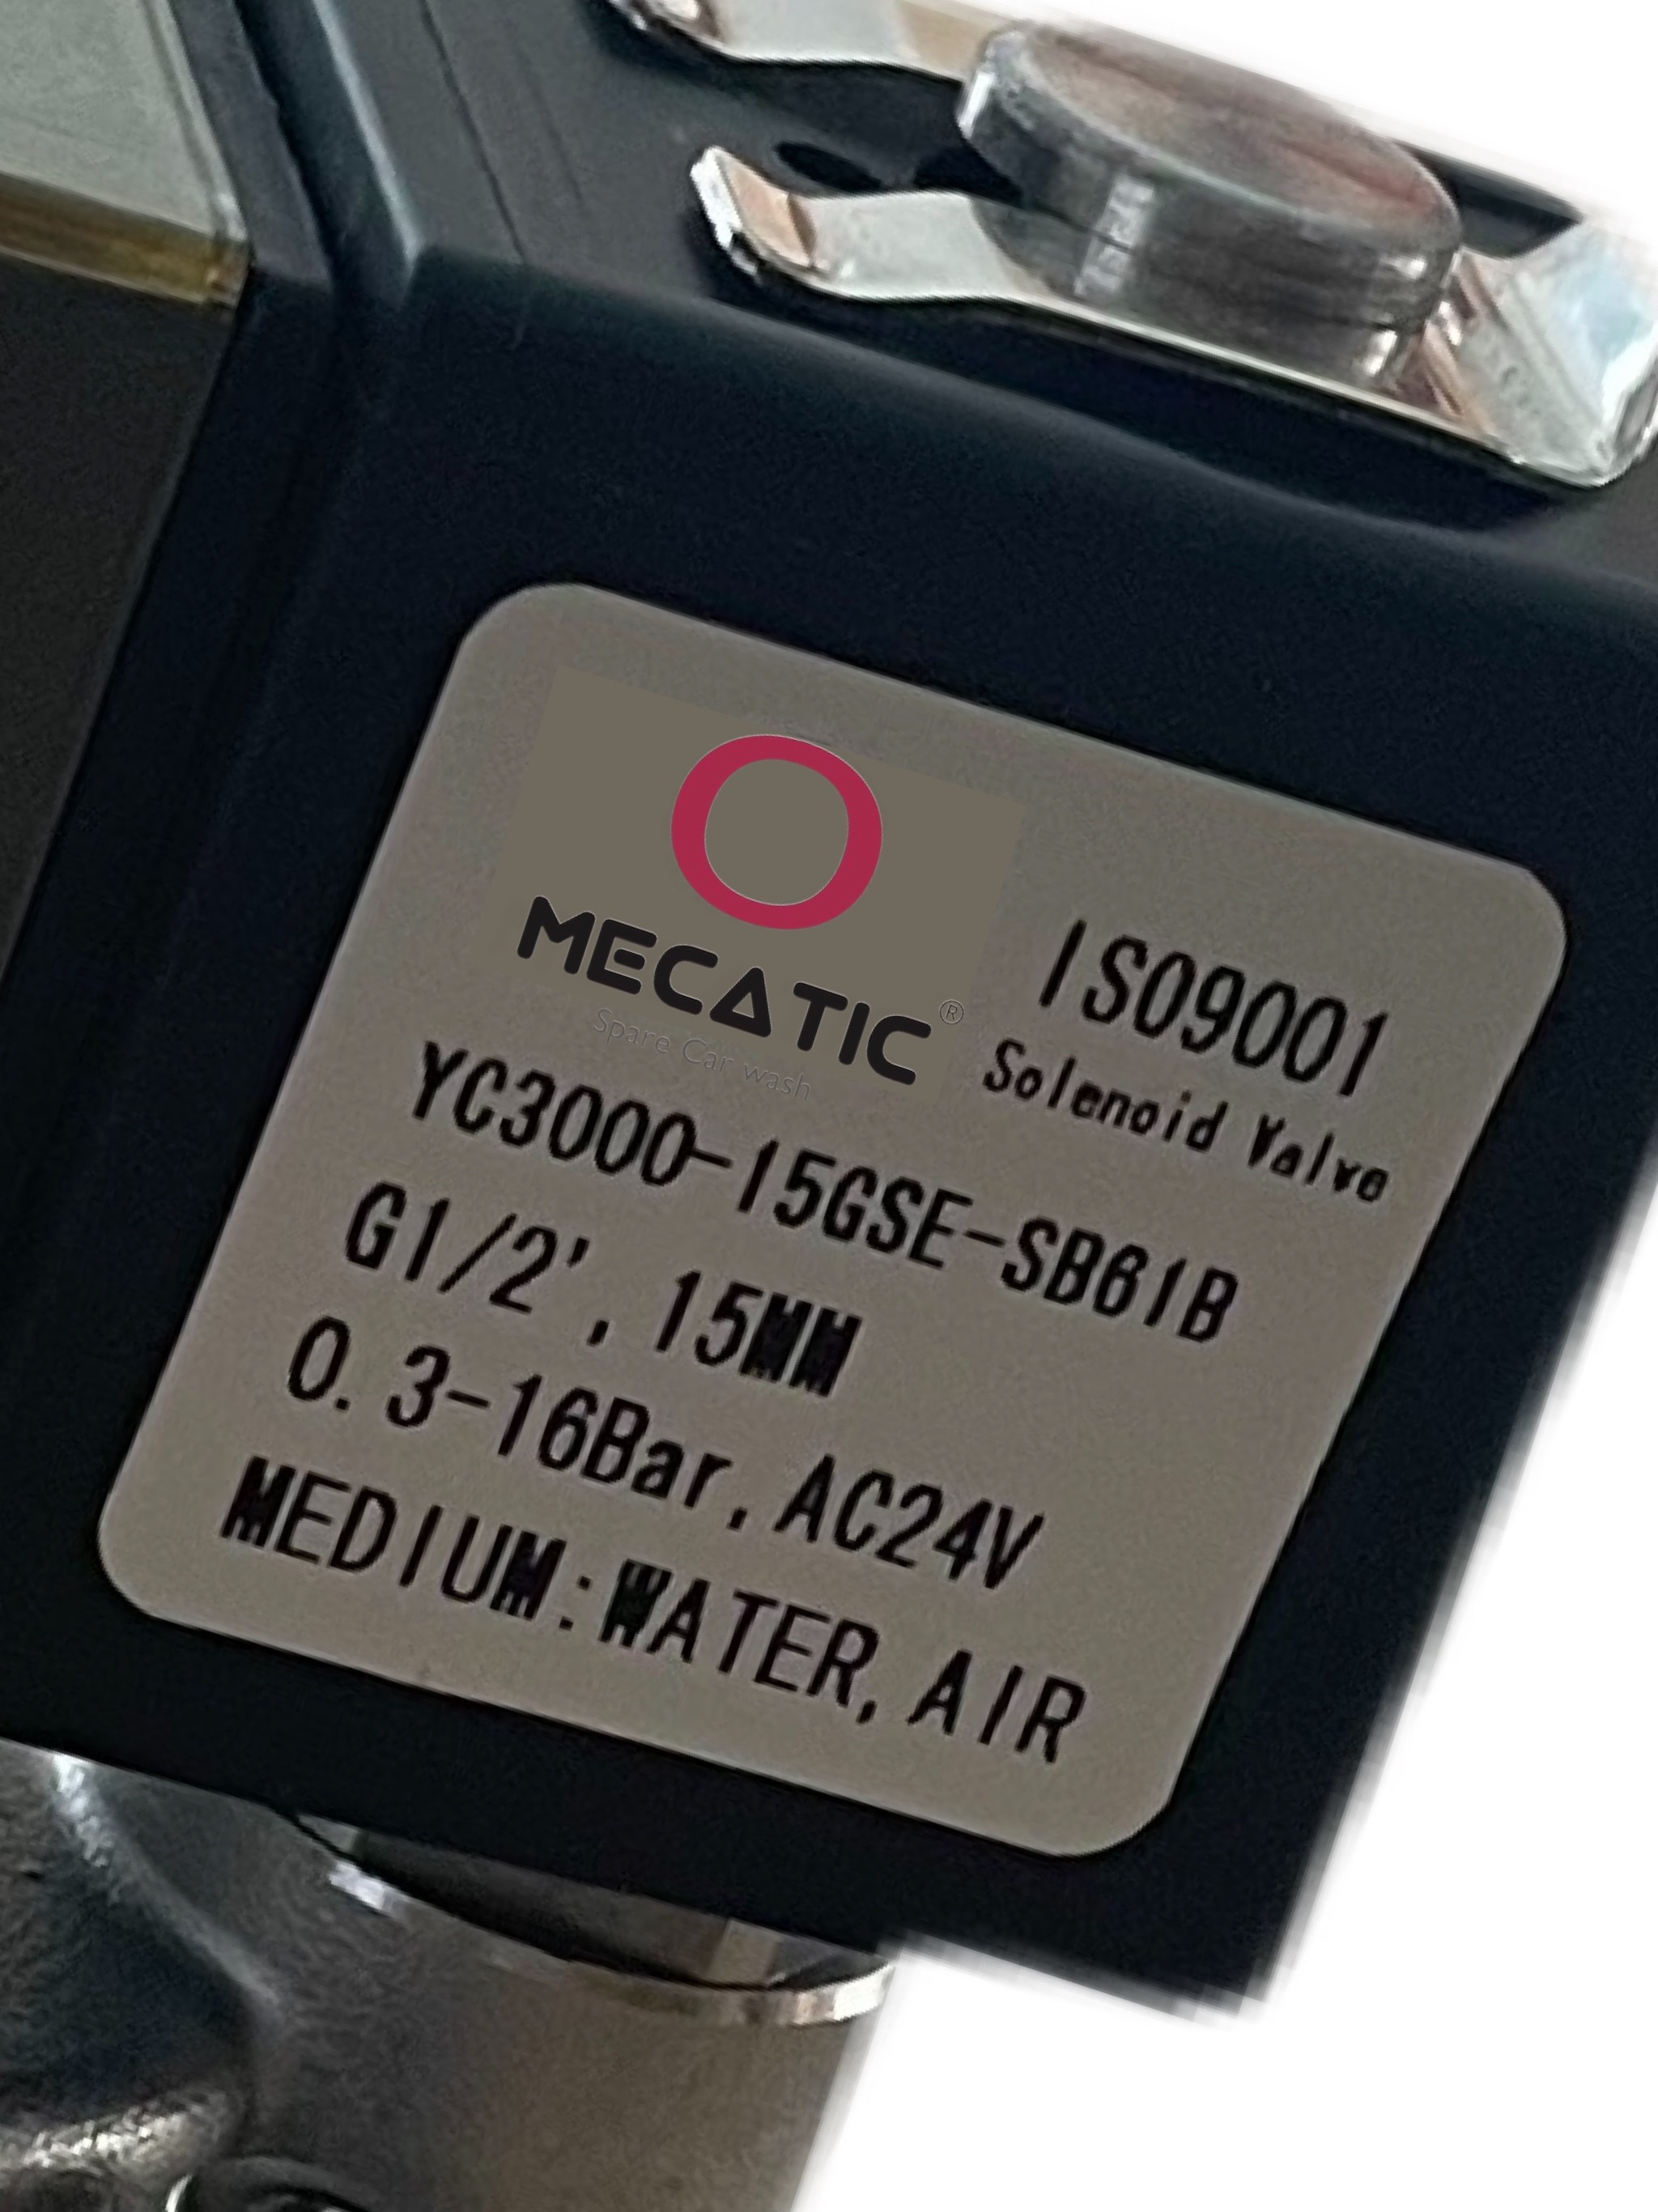 MECATIC®
Spare Car wash
ISO9001
Solenoid Valve
YC3000-15GSE-SB61B
G1/2', 15MM
0.3-16Bar, AC24V
MEDIUM:WATER, AIR